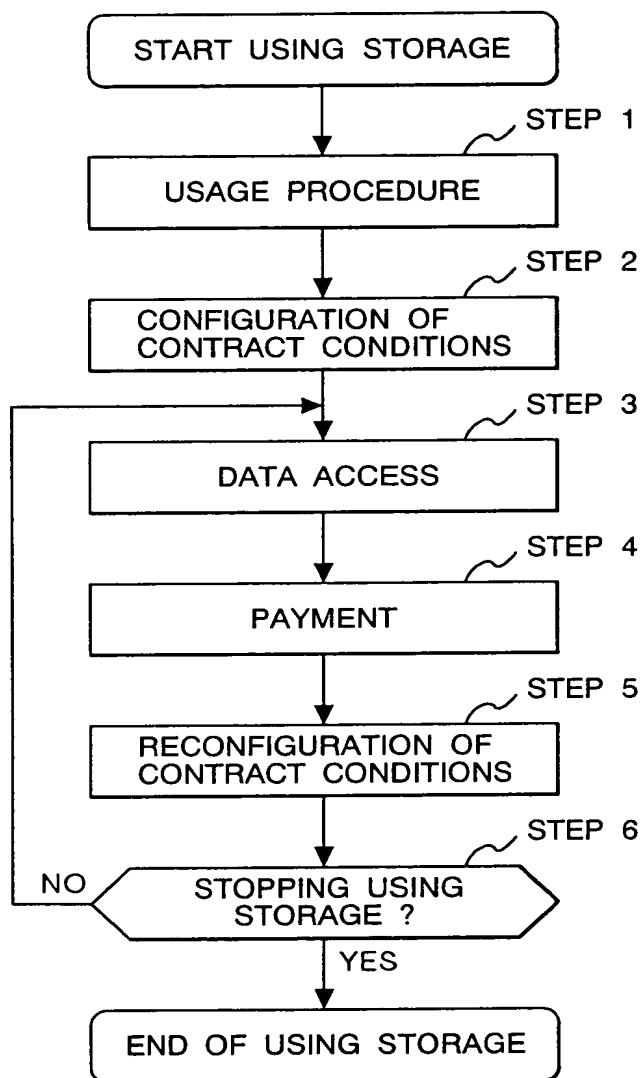 START USING STORAGE
STEP 1
USAGE PROCEDURE
STEP 2
CONFIGURATION OF
CONTRACT CONDITIONS
STEP 3
DATA ACCESS
STEP 4
PAYMENT
STEP 5
RECONFIGURATION OF
CONTRACT CONDITIONS
STEP 6
NO
STOPPING USING
STORAGE ?
YES
END OF USING STORAGE